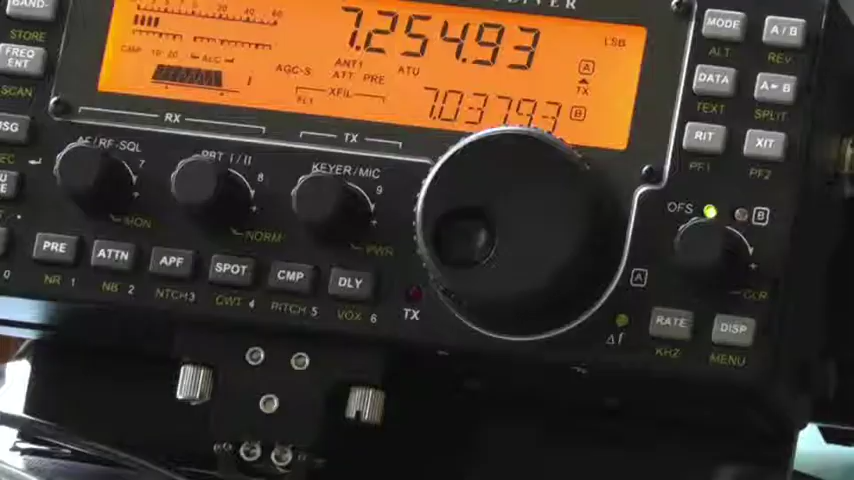 BAND-
STORE
FREQ
ENT
SCAN
MSG
20 40 60
CMP 10 20 ALC
AGC-S
ANT1
ATT PRE
ATU
FL1 XFIL
7.254.93
LSB
A
TX
7.037.93 B
RX
TX
AF/RF-SQL
7
MON
PBT I/II
8
NORM
KEYER/MIC
9
PWR
MODE
ALT
A/B
REV
DATA
TEXT
A►B
SPLIT
RIT
PF1
XIT
PF2
OFS
B
CLR
A
0
PRE
NR 1
ATTN
NB 2
APF
NTCH 3
SPOT
CWT 4
CMP
PITCH 5
DLY
VOX 6
TX
Δf
RATE
KHZ
DISP
MENU